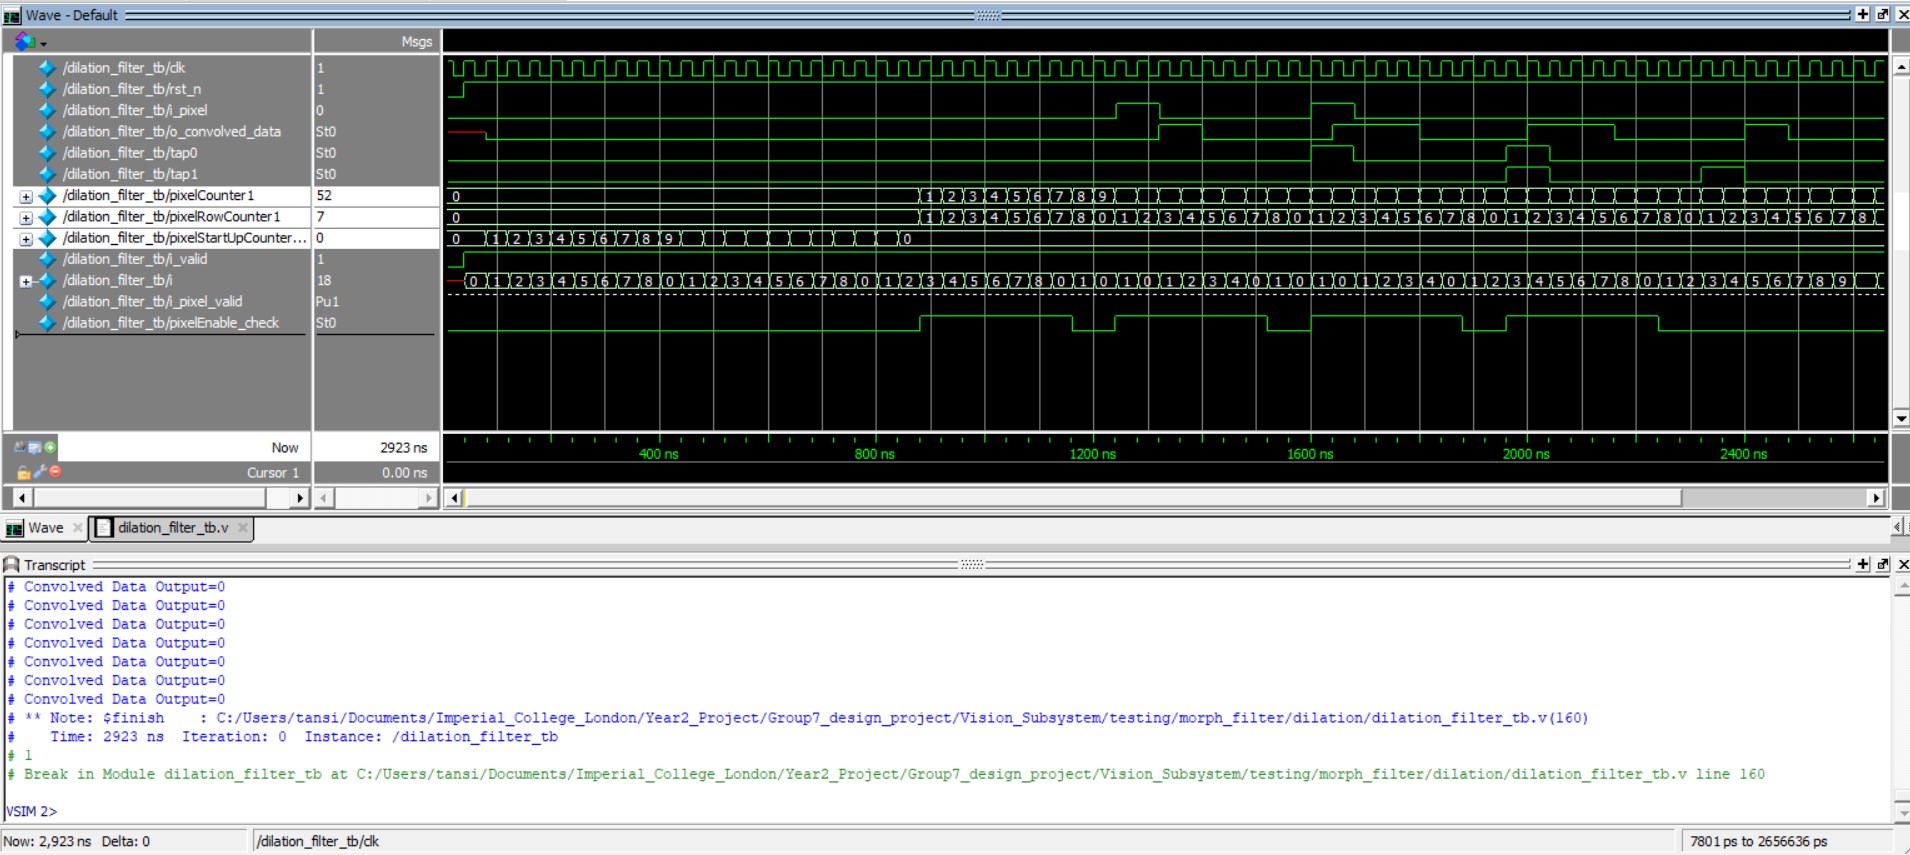 Wave - Default
Msgs
/dilation_filter_tb/clk 1
/dilation_filter_tb/rst_n 1
/dilation_filter_tb/i_pixel 0
/dilation_filter_tb/o_convolved_data St0
/dilation_filter_tb/tap0 St0
/dilation_filter_tb/tap1 St0
/dilation_filter_tb/pixelCounter1 52 0 1 2 3 4 5 6 7 8 9
/dilation_filter_tb/pixelRowCounter1 7 0 1 2 3 4 5 6 7 8 0 1 2 3 4 5 6 7 8 0 1 2 3 4 5 6 7 8 0 1 2 3 4 5 6 7 8 0 1 2 3 4 5 6 7 8
/dilation_filter_tb/pixelStartUpCounter... 0 0 1 2 3 4 5 6 7 8 9 0
/dilation_filter_tb/i_valid 1
/dilation_filter_tb/i 18 0 1 2 3 4 5 6 7 8 0 1 2 3 4 5 6 7 8 0 1 2 3 4 5 6 7 8 0 1 0 1 0 1 2 3 4 0 1 0 1 0 1 2 3 4 0 1 2 3 4 5 6 7 8 0 1 2 3 4 5 6 7 8 9
/dilation_filter_tb/i_pixel_valid Pu1
/dilation_filter_tb/pixelEnable_check St0
Now 2923 ns
400 ns 800 ns 1200 ns 1600 ns 2000 ns 2400 ns
Cursor 1 0.00 ns
Wave dilation_filter_tb.v
Transcript
# Convolved Data Output=0
# Convolved Data Output=0
# Convolved Data Output=0
# Convolved Data Output=0
# Convolved Data Output=0
# Convolved Data Output=0
# Convolved Data Output=0
# ** Note: $finish    : C:/Users/tansi/Documents/Imperial_College_London/Year2_Project/Group7_design_project/Vision_Subsystem/testing/morph_filter/dilation/dilation_filter_tb.v(160)
#    Time: 2923 ns  Iteration: 0  Instance: /dilation_filter_tb
# 1
# Break in Module dilation_filter_tb at C:/Users/tansi/Documents/Imperial_College_London/Year2_Project/Group7_design_project/Vision_Subsystem/testing/morph_filter/dilation/dilation_filter_tb.v line 160
VSIM 2>
Now: 2,923 ns  Delta: 0 /dilation_filter_tb/clk 7801 ps to 2656636 ps